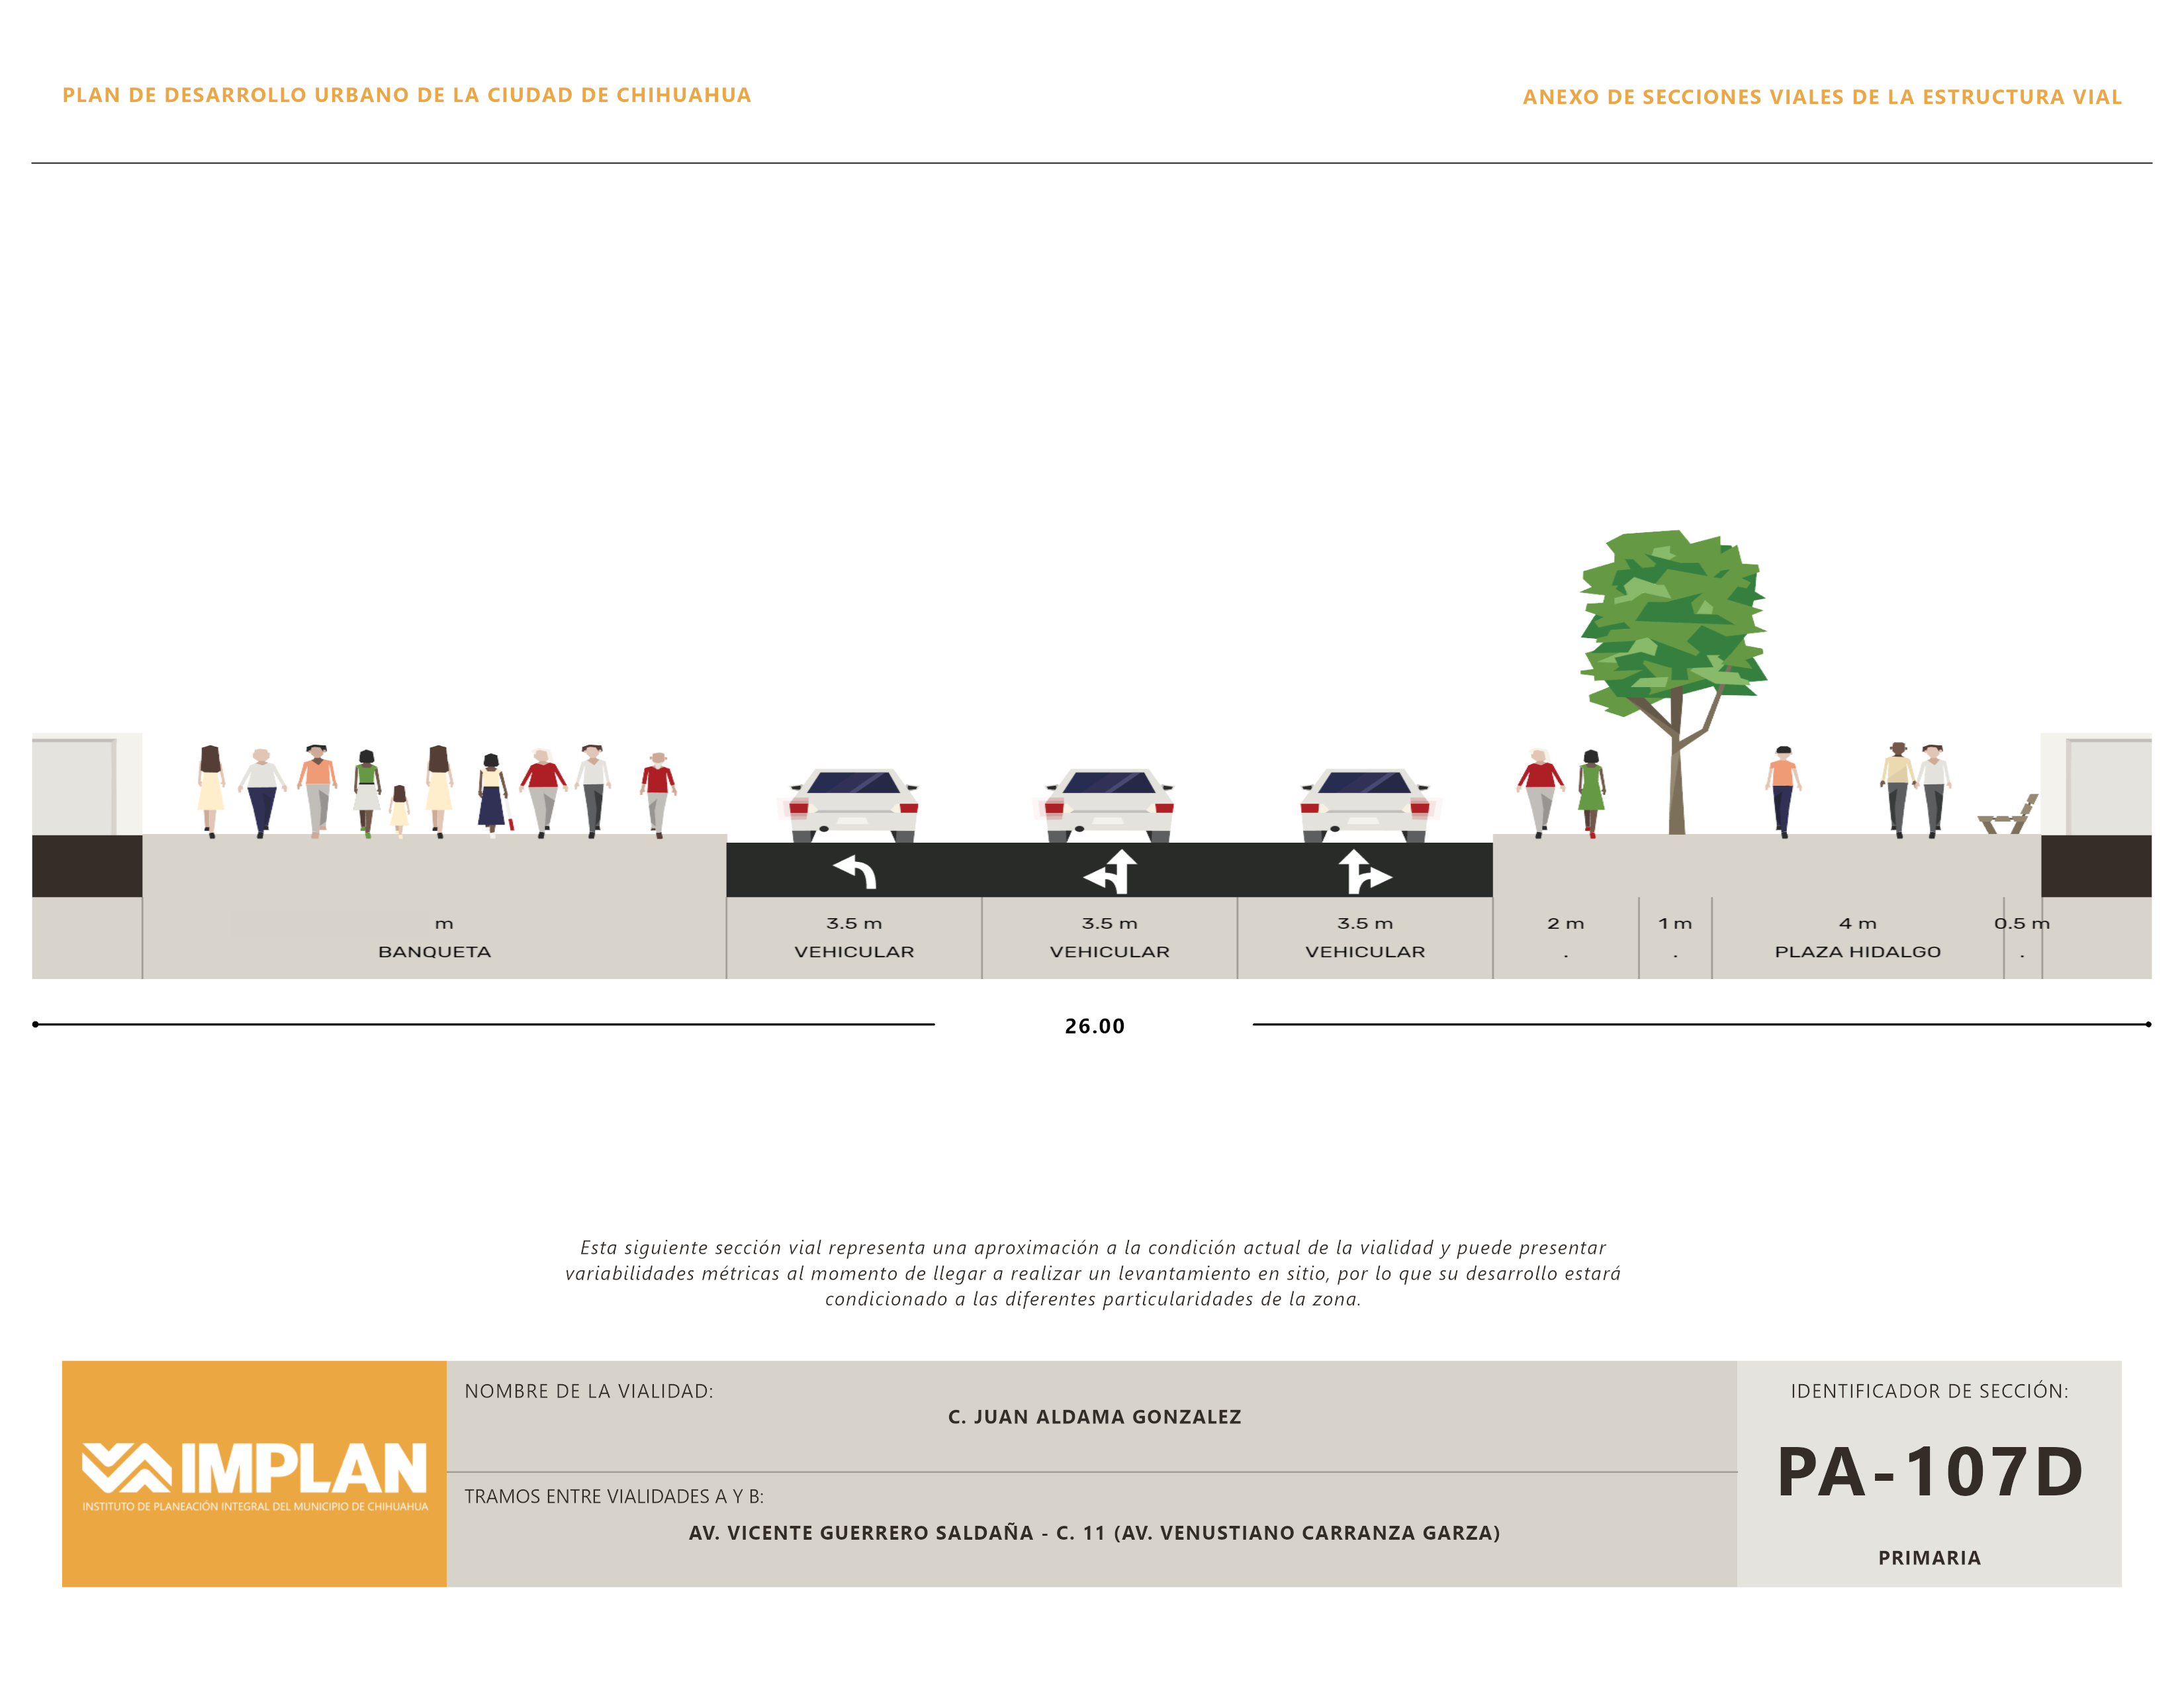 PLAN DE DESARROLLO URBANO DE LA CIUDAD DE CHIHUAHUA
ANEXO DE SECCIONES VIALES DE LA ESTRUCTURA VIAL
m
BANQUETA
3.5 m
VEHICULAR
3.5 m
VEHICULAR
3.5 m
VEHICULAR
2 m
.
1 m
.
4 m
PLAZA HIDALGO
0.5 m
.
26.00
Esta siguiente sección vial representa una aproximación a la condición actual de la vialidad y puede presentar
variabilidades métricas al momento de llegar a realizar un levantamiento en sitio, por lo que su desarrollo estará
condicionado a las diferentes particularidades de la zona.
IMPLAN
INSTITUTO DE PLANEACIÓN INTEGRAL DEL MUNICIPIO DE CHIHUAHUA
NOMBRE DE LA VIALIDAD:
C. JUAN ALDAMA GONZALEZ
TRAMOS ENTRE VIALIDADES A Y B:
AV. VICENTE GUERRERO SALDAÑA - C. 11 (AV. VENUSTIANO CARRANZA GARZA)
IDENTIFICADOR DE SECCIÓN:
PA-107D
PRIMARIA